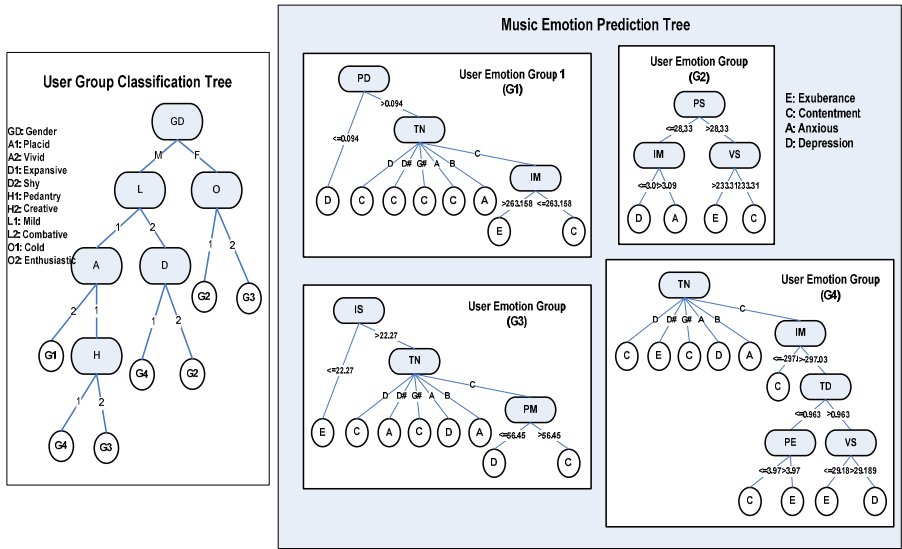 Music Emotion Prediction Tree
User Group Classification Tree
GD: Gender
A1: Placid
A2: Vivid
D1: Expansive
D2: Shy
H1: Pedantry
H2: Creative
L1: Mild
L2: Combative
O1: Cold
O2: Enthusiastic
GD
M F
L O
1 2 1 2
A D
G2 G3
2 1 1 2
G1 H G4 G2
1 2
G4 G3
User Emotion Group 1
(G1)
PD
>0.094
<=0.094
TN
D D# G# A B C
IM
>263.158 <=263.158
D C C C C A
E C
User Emotion Group
(G2)
PS
<=28.33 >28.33
IM VS
<=3.0 >3.09 >233.31 233.31
D A E C
E: Exuberance
C: Contentment
A: Anxious
D: Depression
User Emotion Group
(G3)
IS
>22.27
<=22.27
TN
D D# G# A B C
PM
<=56.45 >56.45
E C A C D A
D C
User Emotion Group
(G4)
TN
D D# G# A B C
IM
C E C D A
<=297.( >297.03
C TD
<=0.963 >0.963
PE VS
<=3.97 >3.97 <=29.18 >29.189
C E E D